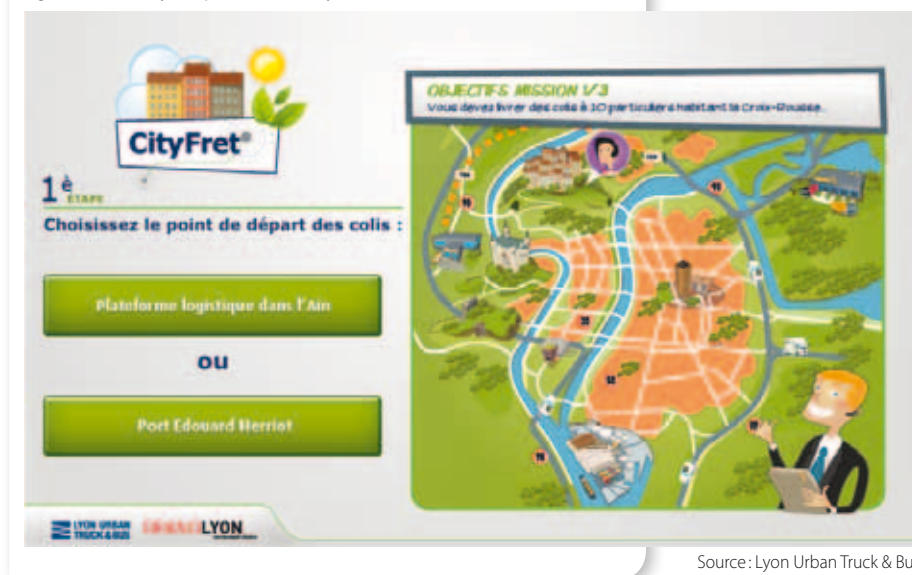 CityFret®
1è
ETAPE
Choisissez le point de départ des colis :
Plateforme logistique dans l'Ain
ou
Port Edouard Herriot
OBJECTIFS MISSION 1/3
Vous devez livrer des colis à 10 particuliers habitant la Croix-Rousse.
LYON URBAN
TRUCK & BUS
LYON
Source : Lyon Urban Truck & Bu